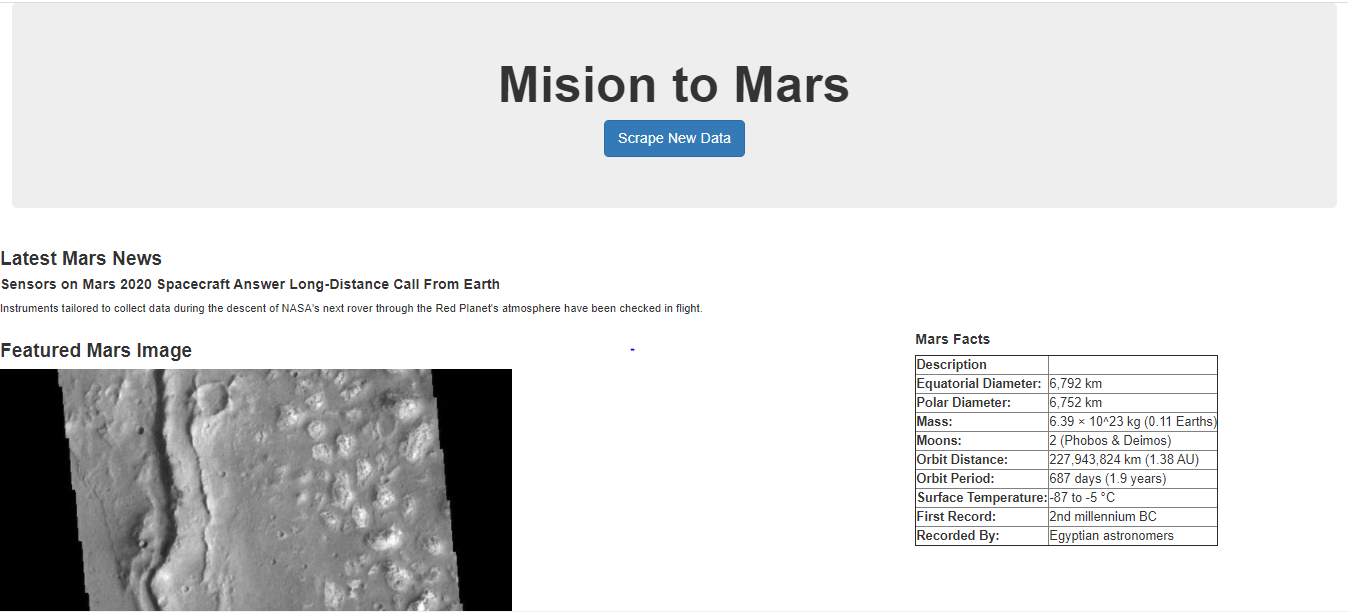 Mision to Mars
Scrape New Data
Latest Mars News
Sensors on Mars 2020 Spacecraft Answer Long-Distance Call From Earth
Instruments tailored to collect data during the descent of NASA's next rover through the Red Planet's atmosphere have been checked in flight.
Featured Mars Image
-
Mars Facts
Description
Equatorial Diameter: 6,792 km
Polar Diameter: 6,752 km
Mass: 6.39 × 10^23 kg (0.11 Earths)
Moons: 2 (Phobos & Deimos)
Orbit Distance: 227,943,824 km (1.38 AU)
Orbit Period: 687 days (1.9 years)
Surface Temperature: -87 to -5 °C
First Record: 2nd millennium BC
Recorded By: Egyptian astronomers